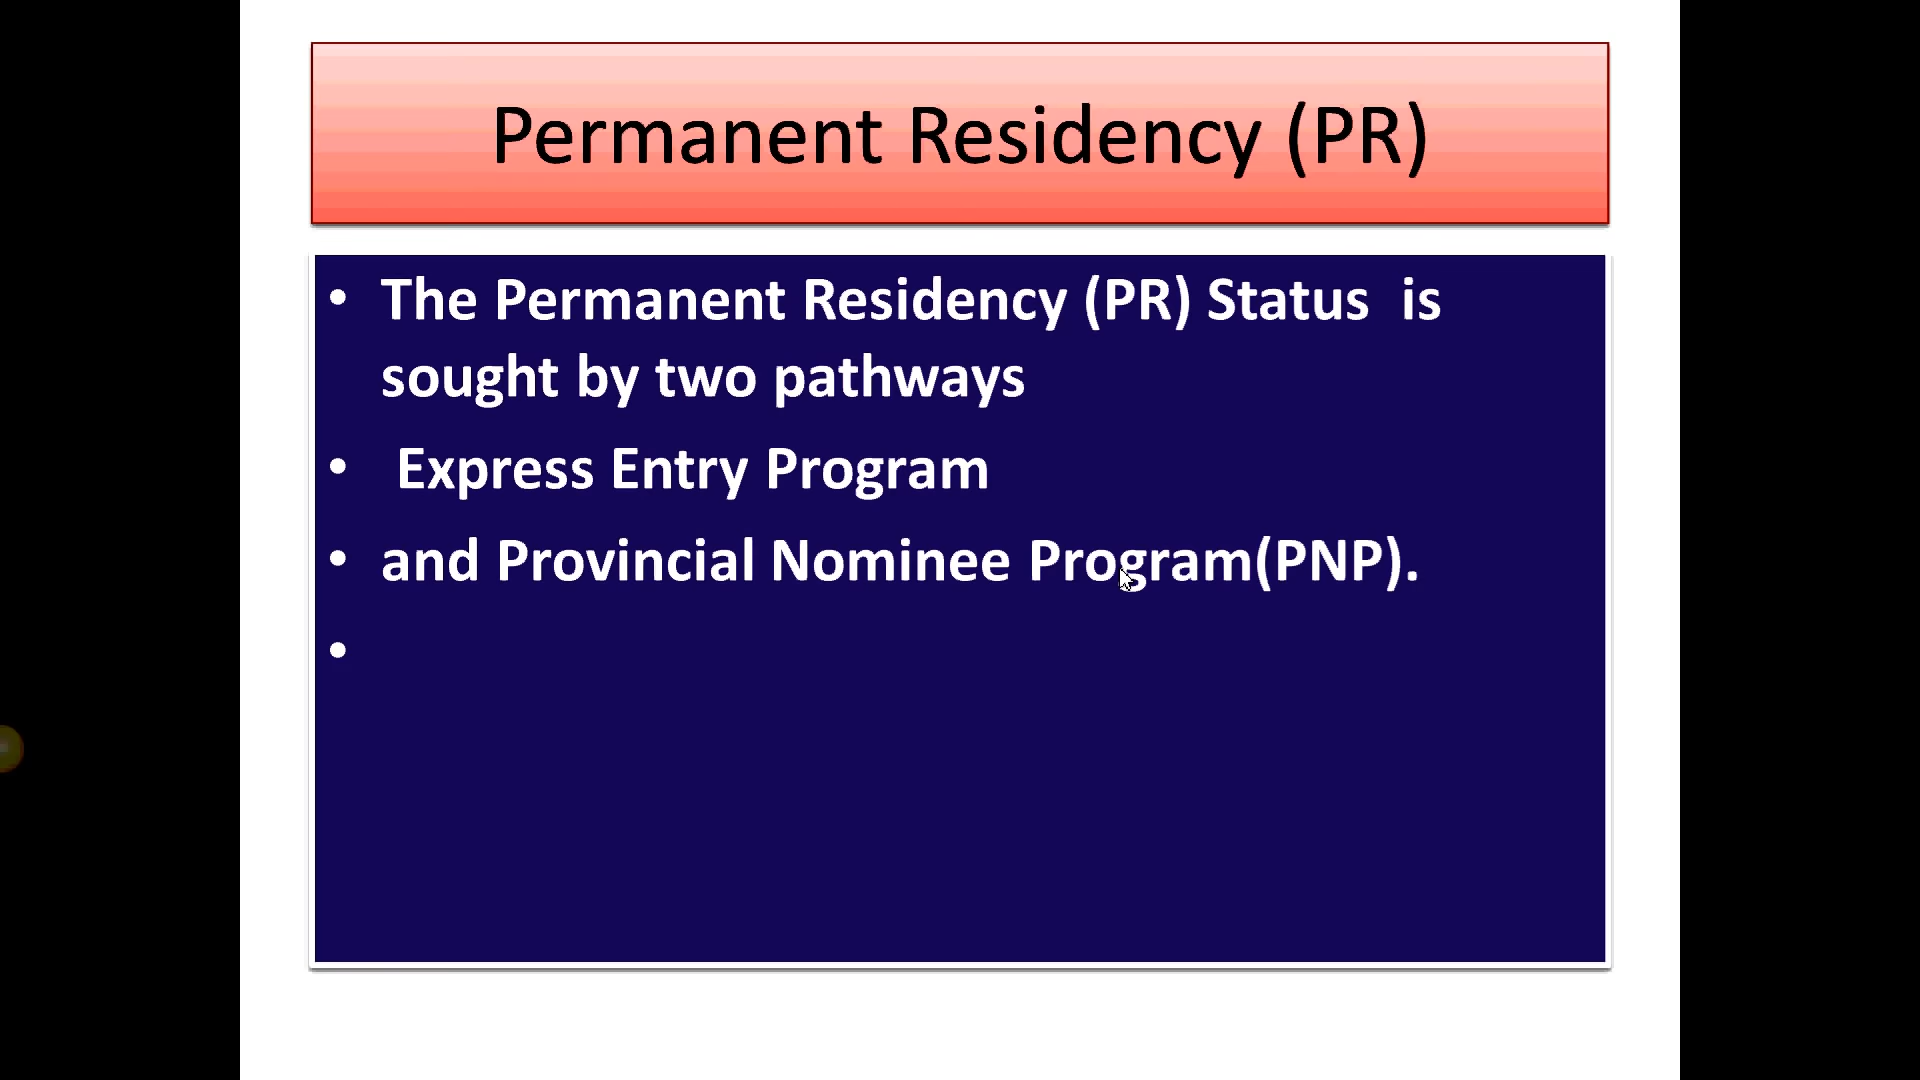 Permanent Residency (PR)
• The Permanent Residency (PR) Status  is
sought by two pathways
•  Express Entry Program
• and Provincial Nominee Program(PNP).
•